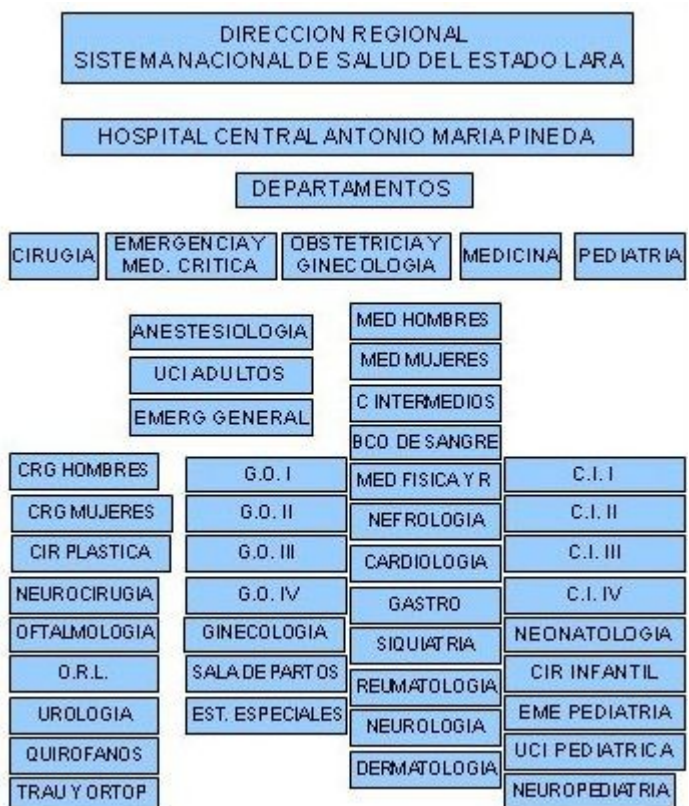 DIRECCION REGIONAL
SISTEMA NACIONAL DE SALUD DEL ESTADO LARA
HOSPITAL CENTRAL ANTONIO MARIA PINEDA
DEPARTAMENTOS
CIRUGIA
EMERGENCIA Y
MED. CRITICA
OBSTETRICIA Y
GINECOLOGIA
MEDICINA
PEDIATRIA
ANESTESIOLOGIA
UCI ADULTOS
EMERG GENERAL
CRG HOMBRES
CRG MUJERES
CIR PLASTICA
NEUROCIRUGIA
OFTALMOLOGIA
O.R.L.
UROLOGIA
QUIROFANOS
TRAU Y ORTOP
G.O. I
G.O. II
G.O. III
G.O. IV
GINECOLOGIA
SALA DE PARTOS
EST. ESPECIALES
MED HOMBRES
MED MUJERES
C INTERMEDIOS
BCO DE SANGRE
MED FISICA Y R
NEFROLOGIA
CARDIOLOGIA
GASTRO
SIQUIATRIA
REUMATOLOGIA
NEUROLOGIA
DERMATOLOGIA
C.I. I
C.I. II
C.I. III
C.I. IV
NEONATOLOGIA
CIR INFANTIL
EME PEDIATRIA
UCI PEDIATRICA
NEUROPEDIATRIA